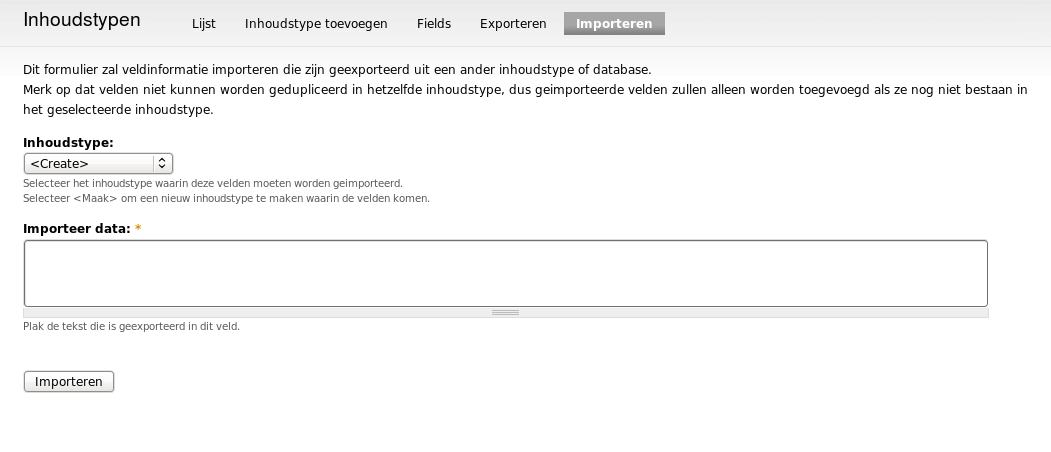 Inhoudstypen
Lijst
Inhoudstype toevoegen
Fields
Exporteren
Importeren
Dit formulier zal veldinformatie importeren die zijn geexporteerd uit een ander inhoudstype of database.
Merk op dat velden niet kunnen worden gedupliceerd in hetzelfde inhoudstype, dus geimporteerde velden zullen alleen worden toegevoegd als ze nog niet bestaan in
het geselecteerde inhoudstype.
Inhoudstype:
<Create>
Selecteer het inhoudstype waarin deze velden moeten worden geimporteerd.
Selecteer <Maak> om een nieuw inhoudstype te maken waarin de velden komen.
Importeer data: *
Plak de tekst die is geexporteerd in dit veld.
Importeren